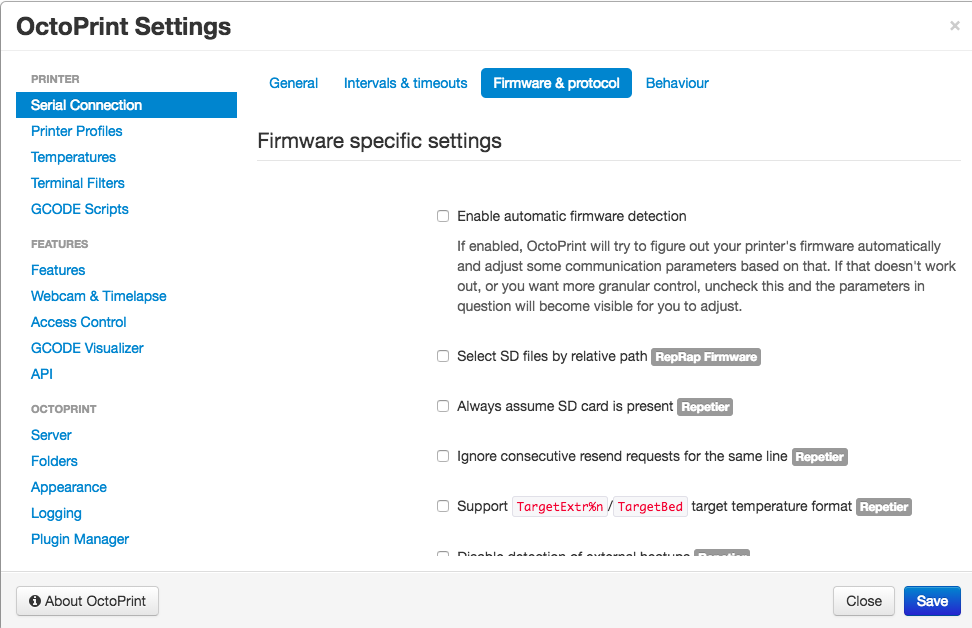 OctoPrint Settings
×
PRINTER
Serial Connection
Printer Profiles
Temperatures
Terminal Filters
GCODE Scripts
FEATURES
Features
Webcam & Timelapse
Access Control
GCODE Visualizer
API
OCTOPRINT
Server
Folders
Appearance
Logging
Plugin Manager
General Intervals & timeouts Firmware & protocol Behaviour
Firmware specific settings
Enable automatic firmware detection
If enabled, OctoPrint will try to figure out your printer's firmware automatically
and adjust some communication parameters based on that. If that doesn't work
out, or you want more granular control, uncheck this and the parameters in
question will become visible for you to adjust.
Select SD files by relative path RepRap Firmware
Always assume SD card is present Repetier
Ignore consecutive resend requests for the same line Repetier
Support TargetExtr%n/TargetBed target temperature format Repetier
Disable detection of external heatups Repetier
About OctoPrint
Close Save